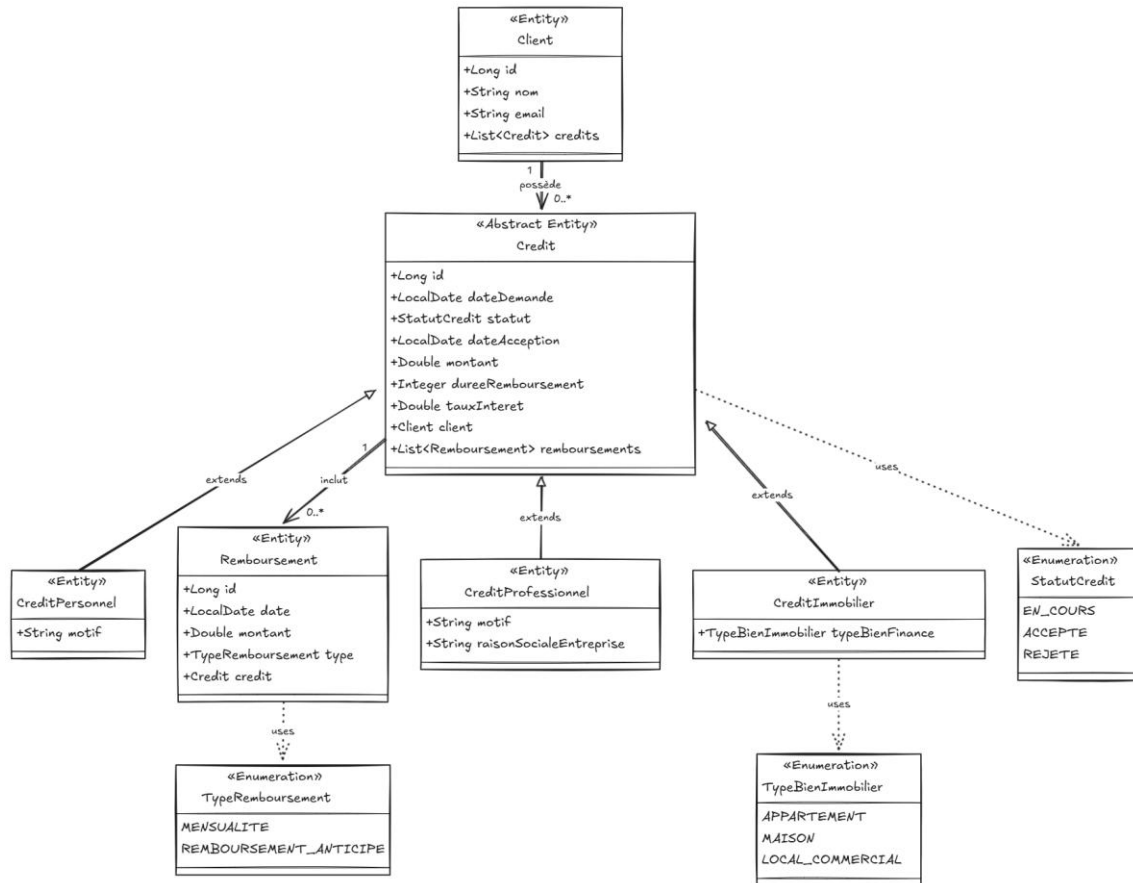 «Entity»
Client
+Long id
+String nom
+String email
+List<Credit> credits
1
possède
0..*
«Abstract Entity»
Credit
+Long id
+LocalDate dateDemande
+StatutCredit statut
+LocalDate dateAcception
+Double montant
+Integer dureeRemboursement
+Double tauxInteret
+Client client
+List<Remboursement> remboursements
1
extends
inclut
0..*
extends
extends
uses
«Entity»
CreditPersonnel
+String motif
«Entity»
Remboursement
+Long id
+LocalDate date
+Double montant
+TypeRemboursement type
+Credit credit
«Entity»
CreditProfessionnel
+String motif
+String raisonSocialeEntreprise
«Entity»
CreditImmobilier
+TypeBienImmobilier typeBienFinance
«Enumeration»
StatutCredit
EN_COURS
ACCEPTE
REJETE
uses
uses
«Enumeration»
TypeRemboursement
MENSUALITE
REMBOURSEMENT_ANTICIPE
«Enumeration»
TypeBienImmobilier
APPARTEMENT
MAISON
LOCAL_COMMERCIAL